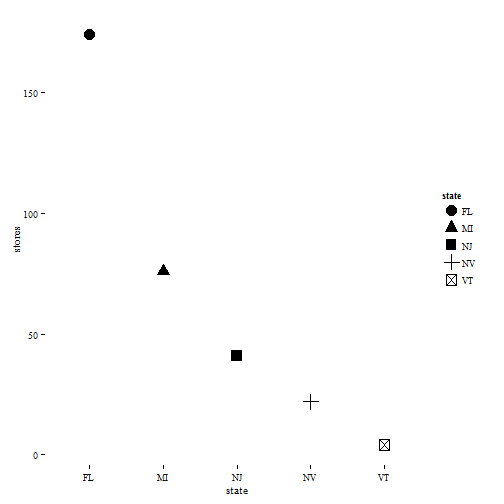 150
100
50
0
stores
FL MI NJ NV VT
state
state
FL
MI
NJ
NV
VT